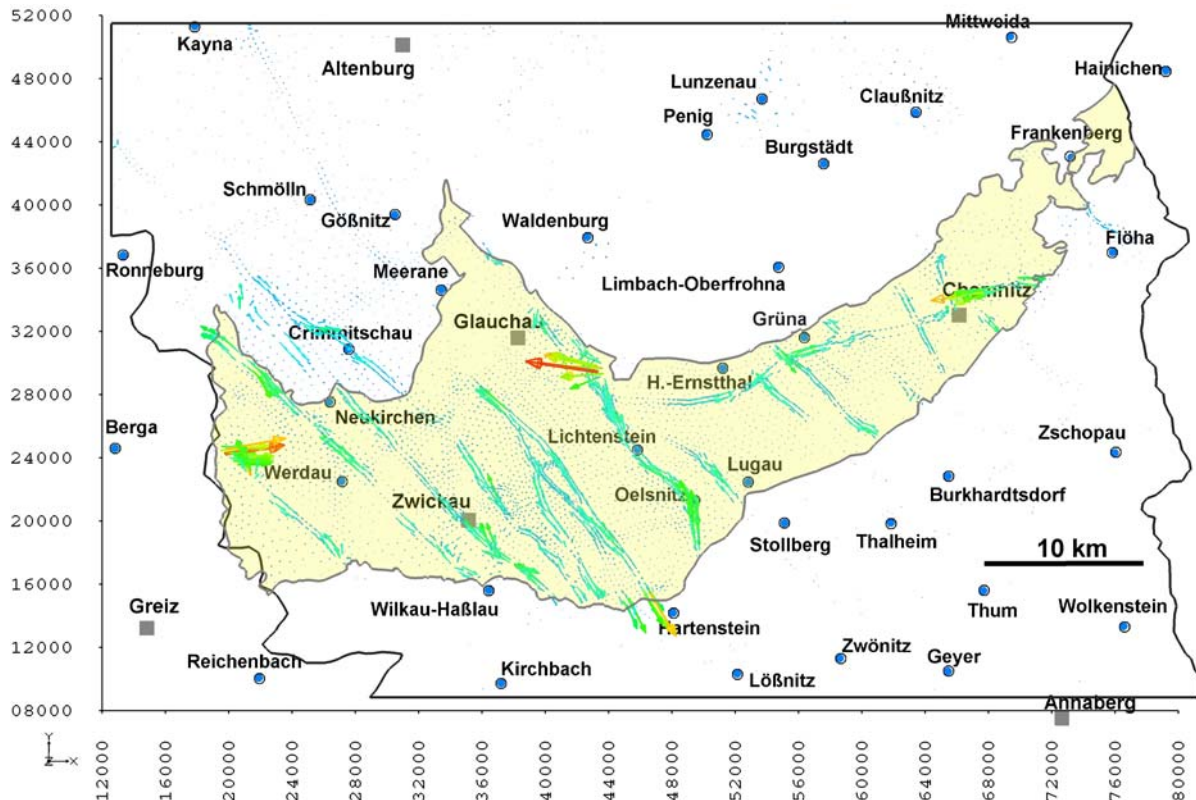 52000
Mittweida
Kayna
Altenburg
48000
Hainichen
Lunzenau
Claußnitz
Penig
44000
Frankenberg
Burgstädt
Schmölln
40000
Gößnitz
Waldenburg
Flöha
36000
Ronneburg
Meerane
Limbach-Oberfrohna
Chemnitz
Glauchau
Grüna
32000
Crimmitschau
H.-Ernstthal
28000
Neukirchen
Berga
Lichtenstein
Zschopau
24000
Werdau
Lugau
Oelsnitz
Burkhardtsdorf
Zwickau
20000
Stollberg
Thalheim
10 km
16000
Wilkau-Haßlau
Thum
Wolkenstein
Greiz
Hartenstein
12000
Zwönitz
Geyer
Reichenbach
Kirchbach
Lößnitz
08000
Annaberg
Y
Z
X
12000
16000
20000
24000
28000
32000
36000
40000
44000
48000
52000
56000
60000
64000
68000
72000
76000
80000